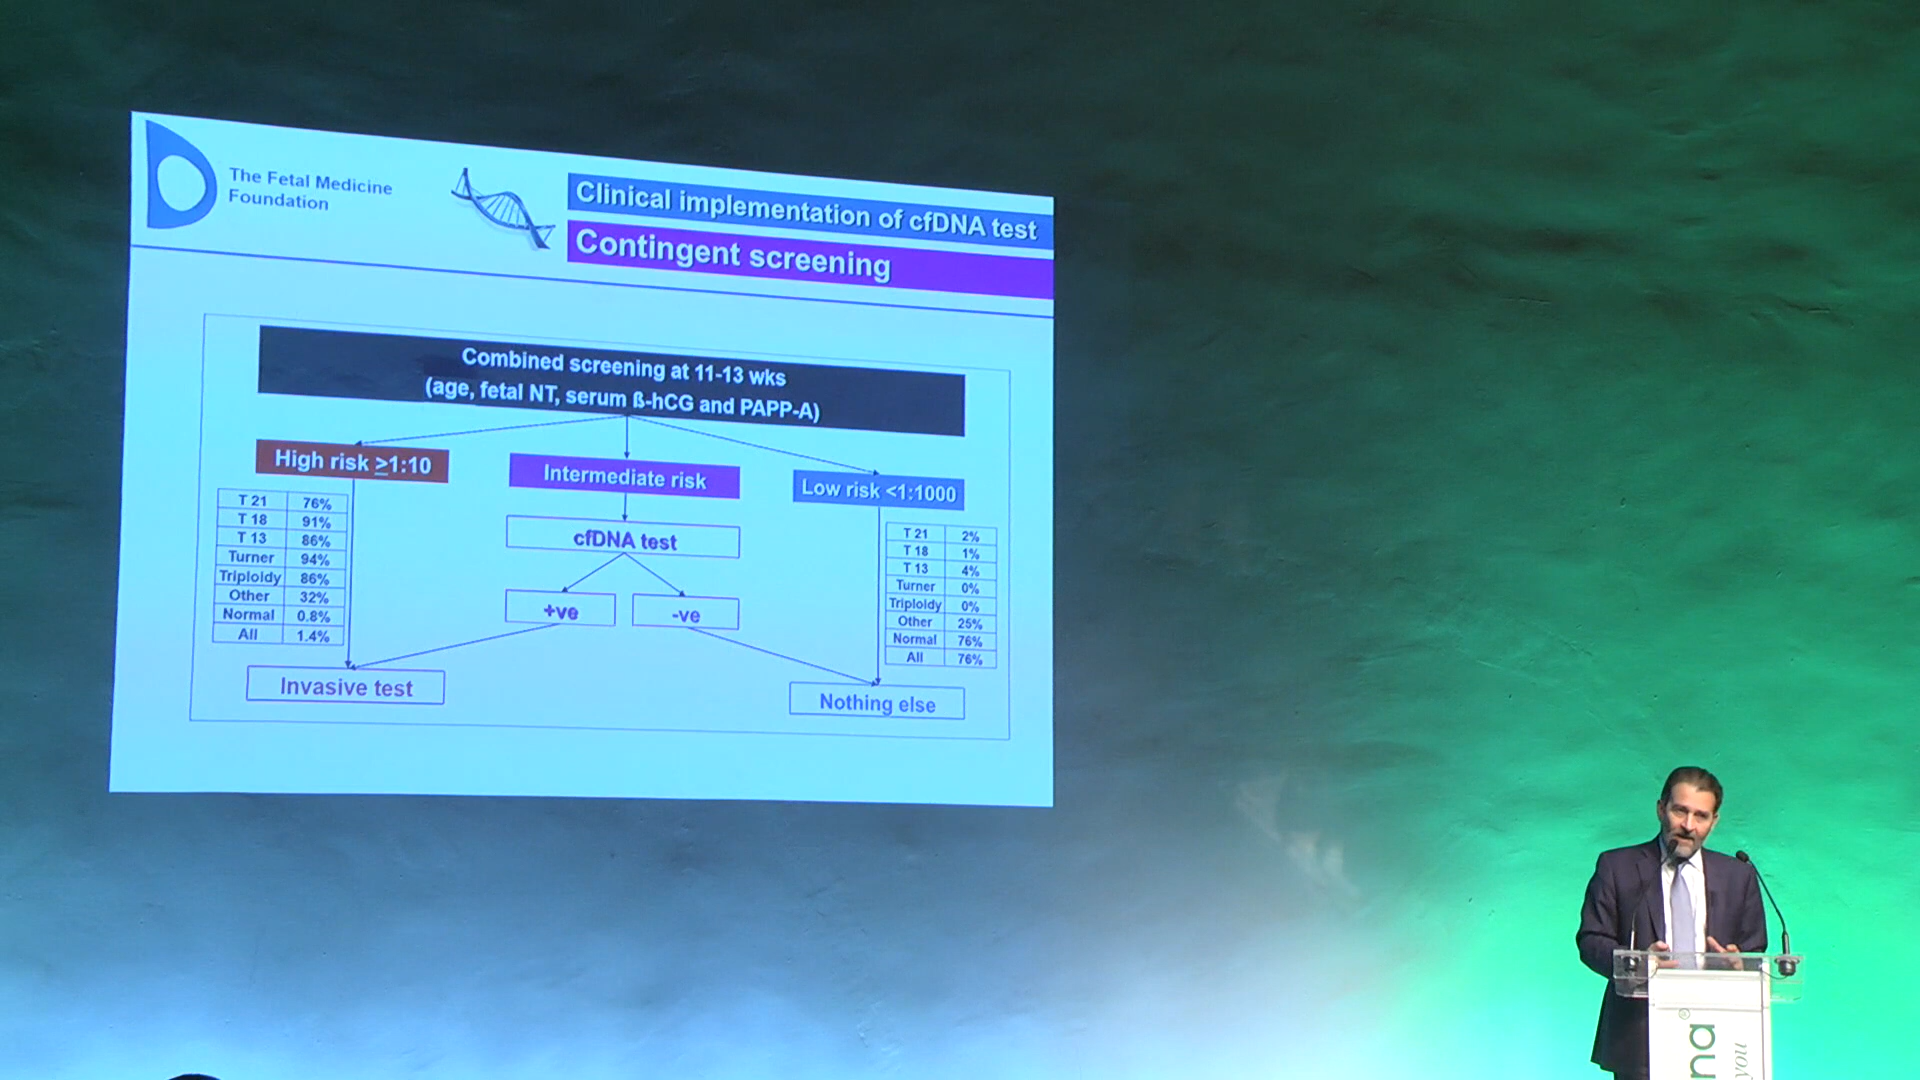 The Fetal Medicine
Foundation
Clinical implementation of cfDNA test
Contingent screening
Combined screening at 11-13 wks
(age, fetal NT, serum ß-hCG and PAPP-A)
High risk ≥1:10
Intermediate risk
Low risk <1:1000
T 21 76%
T 18 91%
T 13 86%
Turner 94%
Triploidy 86%
Other 32%
Normal 0.8%
All 1.4%
cfDNA test
+ve
-ve
T 21 2%
T 18 1%
T 13 4%
Turner 0%
Triploidy 0%
Other 25%
Normal 76%
All 76%
Invasive test
Nothing else
na®
you